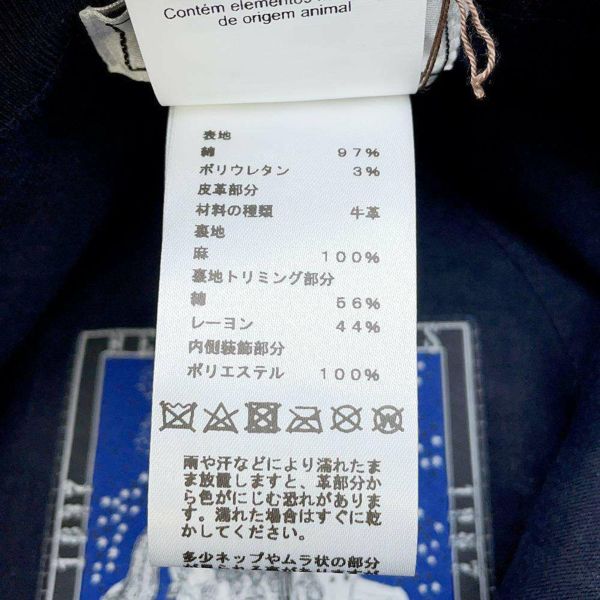 Contém elementos
de origem animal
表地
綿 97%
ポリウレタン 3%
皮革部分
材料の種類 牛革
裏地
麻 100%
裏地トリミング部分
綿 56%
レーヨン 44%
内側装飾部分
ポリエステル 100%
雨や汗などにより濡れたま
ま放置しますと、革部分か
ら色がにじむ恐れがありま
す。濡れた場合はすぐに乾
かしてください。
多少ネップやムラ状の部分